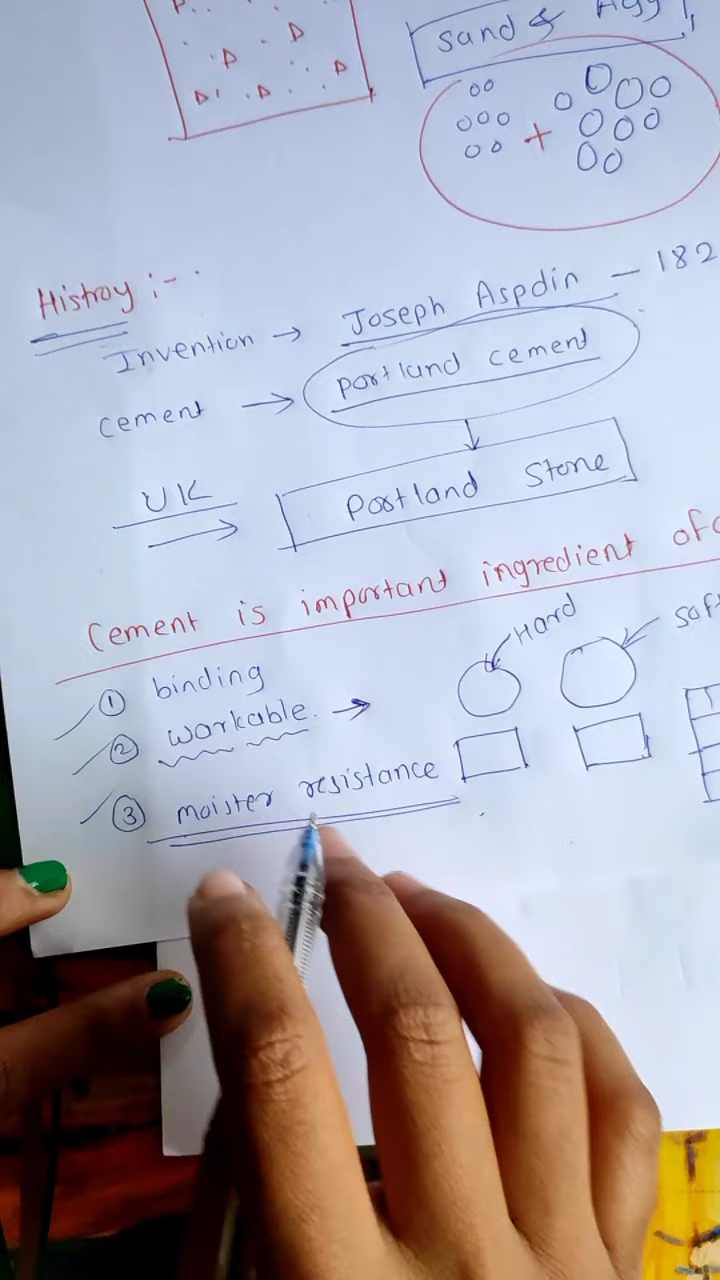 Sand & Agg
Histroy :-
Invention → Joseph Aspdin — 182
cement → portland cement
UK
Portland Stone
Cement is important ingredient of
Hard
Soft
① binding
② workable. →
③ moister resistance